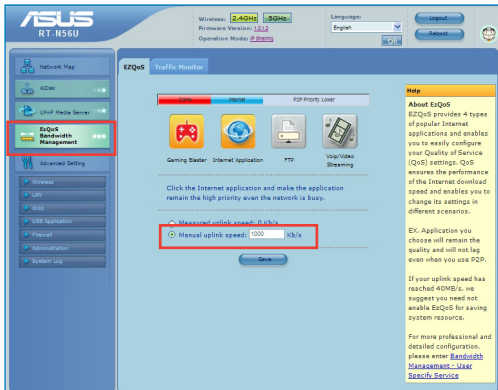 /SUS
RT-N56U
Wireless: 2.4GHz 5GHz
Firmware Version: 1.0.1.2
Operation Mode: IP Sharing
Language:
English
Logout
Reboot
Network Map
AiDisk
UPnP Media Server
EzQoS
Bandwidth
Management
Advanced Setting
Wireless
LAN
WAN
USB Application
Firewall
Administration
System Log
EZQoS Traffic Monitor
Game Internet P2P Priority Lower
Gaming Blaster Internet Application FTP Voip/Video
Streaming
Click the Internet application and make the application
remain the high priority even the network is busy.
Measured uplink speed: 0 Kb/s
Manual uplink speed: 1000 Kb/s
Save
Help
About EzQoS
EZQoS provides 4 types
of popular Internet
applications and enables
you to easily configure
your Quality of Service
(QoS) settings. QoS
ensures the performance
of the Internet download
speed and enables you to
change its settings in
different scenarios.
EX. Application you
choose will remain the
quality and will not lag
even when you use P2P.
If your uplink speed has
reached 40MB/s, we
suggest you need not
enable EzQoS for saving
system resource.
For more professional and
detailed configuration,
please enter Bandwidth
Management - User
Specify Service